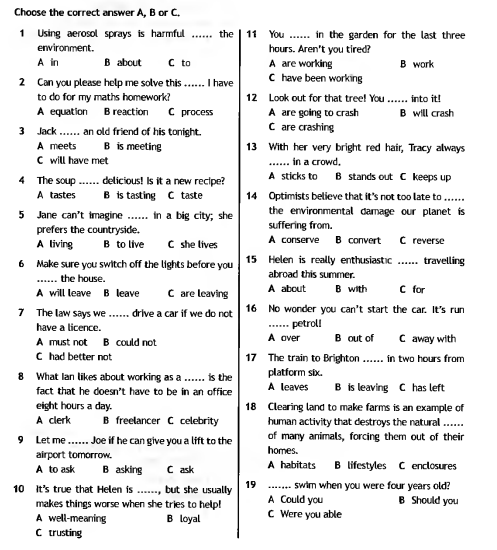 Choose the correct answer A, B or C.
1 Using aerosol sprays is harmful ...... the
environment.
A in B about C to
2 Can you please help me solve this ...... I have
to do for my maths homework?
A equation B reaction C process
3 Jack ...... an old friend of his tonight.
A meets B is meeting
C will have met
4 The soup ...... delicious! Is it a new recipe?
A tastes B is tasting C taste
5 Jane can't imagine ...... in a big city; she
prefers the countryside.
A living B to live C she lives
6 Make sure you switch off the lights before you
...... the house.
A will leave B leave C are leaving
7 The law says we ...... drive a car if we do not
have a licence.
A must not B could not
C had better not
8 What Ian likes about working as a ...... is the
fact that he doesn't have to be in an office
eight hours a day.
A clerk B freelancer C celebrity
9 Let me ...... Joe if he can give you a lift to the
airport tomorrow.
A to ask B asking C ask
10 It's true that Helen is ......, but she usually
makes things worse when she tries to help!
A well-meaning B loyal
C trusting
11 You ...... in the garden for the last three
hours. Aren't you tired?
A are working B work
C have been working
12 Look out for that tree! You ...... into it!
A are going to crash B will crash
C are crashing
13 With her very bright red hair, Tracy always
...... in a crowd.
A sticks to B stands out C keeps up
14 Optimists believe that it's not too late to ......
the environmental damage our planet is
suffering from.
A conserve B convert C reverse
15 Helen is really enthusiastic ...... travelling
abroad this summer.
A about B with C for
16 No wonder you can't start the car. It's run
...... petrol!
A over B out of C away with
17 The train to Brighton ...... in two hours from
platform six.
A leaves B is leaving C has left
18 Clearing land to make farms is an example of
human activity that destroys the natural ......
of many animals, forcing them out of their
homes.
A habitats B lifestyles C enclosures
19 ....... swim when you were four years old?
A Could you B Should you
C Were you able